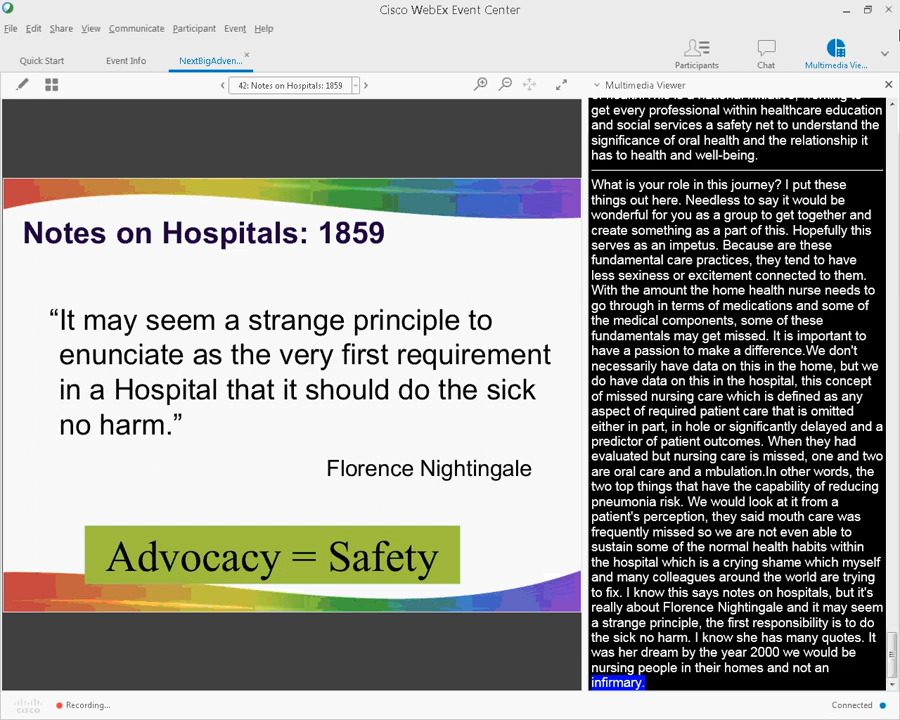 Cisco WebEx Event Center
File Edit Share View Communicate Participant Event Help
Quick Start
Event Info
NextBigAdven...
Participants
Chat
Multimedia Vie...
42: Notes on Hospitals: 1859
Notes on Hospitals: 1859
“It may seem a strange principle to
enunciate as the very first requirement
in a Hospital that it should do the sick
no harm.”
Florence Nightingale
Advocacy = Safety
Multimedia Viewer
get every professional within healthcare education
and social services a safety net to understand the
significance of oral health and the relationship it
has to health and well-being.
What is your role in this journey? I put these
things out here. Needless to say it would be
wonderful for you as a group to get together and
create something as a part of this. Hopefully this
serves as an impetus. Because are these
fundamental care practices, they tend to have
less sexiness or excitement connected to them.
With the amount the home health nurse needs to
go through in terms of medications and some of
the medical components, some of these
fundamentals may get missed. It is important to
have a passion to make a difference.We don't
necessarily have data on this in the home, but we
do have data on this in the hospital, this concept
of missed nursing care which is defined as any
aspect of required patient care that is omitted
either in part, in hole or significantly delayed and a
predictor of patient outcomes. When they had
evaluated but nursing care is missed, one and two
are oral care and a mbulation.In other words, the
two top things that have the capability of reducing
pneumonia risk. We would look at it from a
patient's perception, they said mouth care was
frequently missed so we are not even able to
sustain some of the normal health habits within
the hospital which is a crying shame which myself
and many colleagues around the world are trying
to fix. I know this says notes on hospitals, but it's
really about Florence Nightingale and it may seem
a strange principle, the first responsibility is to do
the sick no harm. I know she has many quotes. It
was her dream by the year 2000 we would be
nursing people in their homes and not an
infirmary.
cisco
Recording...
Connected